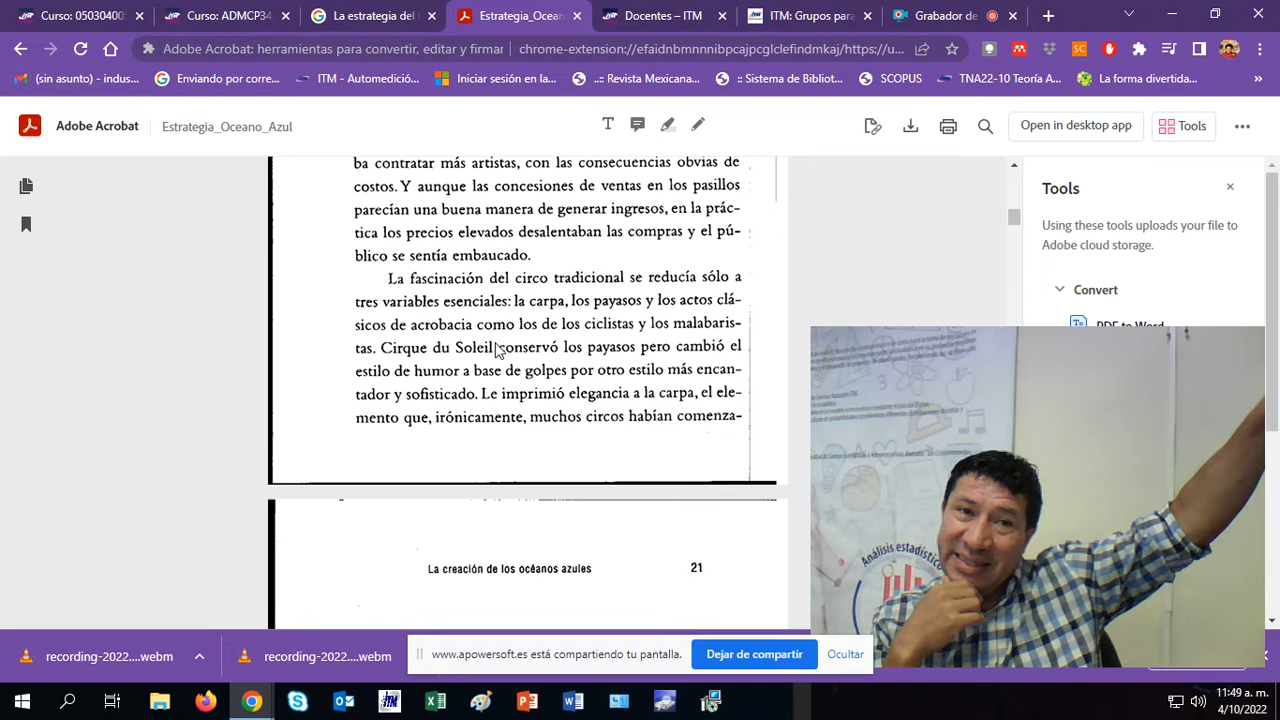 Curso: 0503040
Curso: ADMCP34
La estrategia del
Estrategia_Ocean
Docentes – ITM
ITM: Grupos para
Grabador de
Adobe Acrobat: herramientas para convertir, editar y firmar
chrome-extension://efaidnbmnnnibpcajpcglclefindmkaj/https://u...
(sin asunto) - indus...
Enviando por corre...
ITM - Automedició...
Iniciar sesión en la...
..: Revista Mexicana...
:: Sistema de Bibliot...
SCOPUS
TNA22-10 Teoría A...
La forma divertida...
Adobe Acrobat
Estrategia_Oceano_Azul
Open in desktop app
Tools
ba contratar más artistas, con las consecuencias obvias de
costos. Y aunque las concesiones de ventas en los pasillos
parecían una buena manera de generar ingresos, en la prác-
tica los precios elevados desalentaban las compras y el pú-
blico se sentía embaucado.
La fascinación del circo tradicional se reducía sólo a
tres variables esenciales: la carpa, los payasos y los actos clá-
sicos de acrobacia como los de los ciclistas y los malabaris-
tas. Cirque du Soleil conservó los payasos pero cambió el
estilo de humor a base de golpes por otro estilo más encan-
tador y sofisticado. Le imprimió elegancia a la carpa, el ele-
mento que, irónicamente, muchos circos habían comenza-
La creación de los océanos azules
21
Tools
Using these tools uploads your file to
Adobe cloud storage.
Convert
PDF to Word
Análisis estadístic
recording-2022....webm
recording-2022....webm
www.apowersoft.es está compartiendo tu pantalla.
Dejar de compartir
Ocultar
11:49 a. m.
4/10/2022